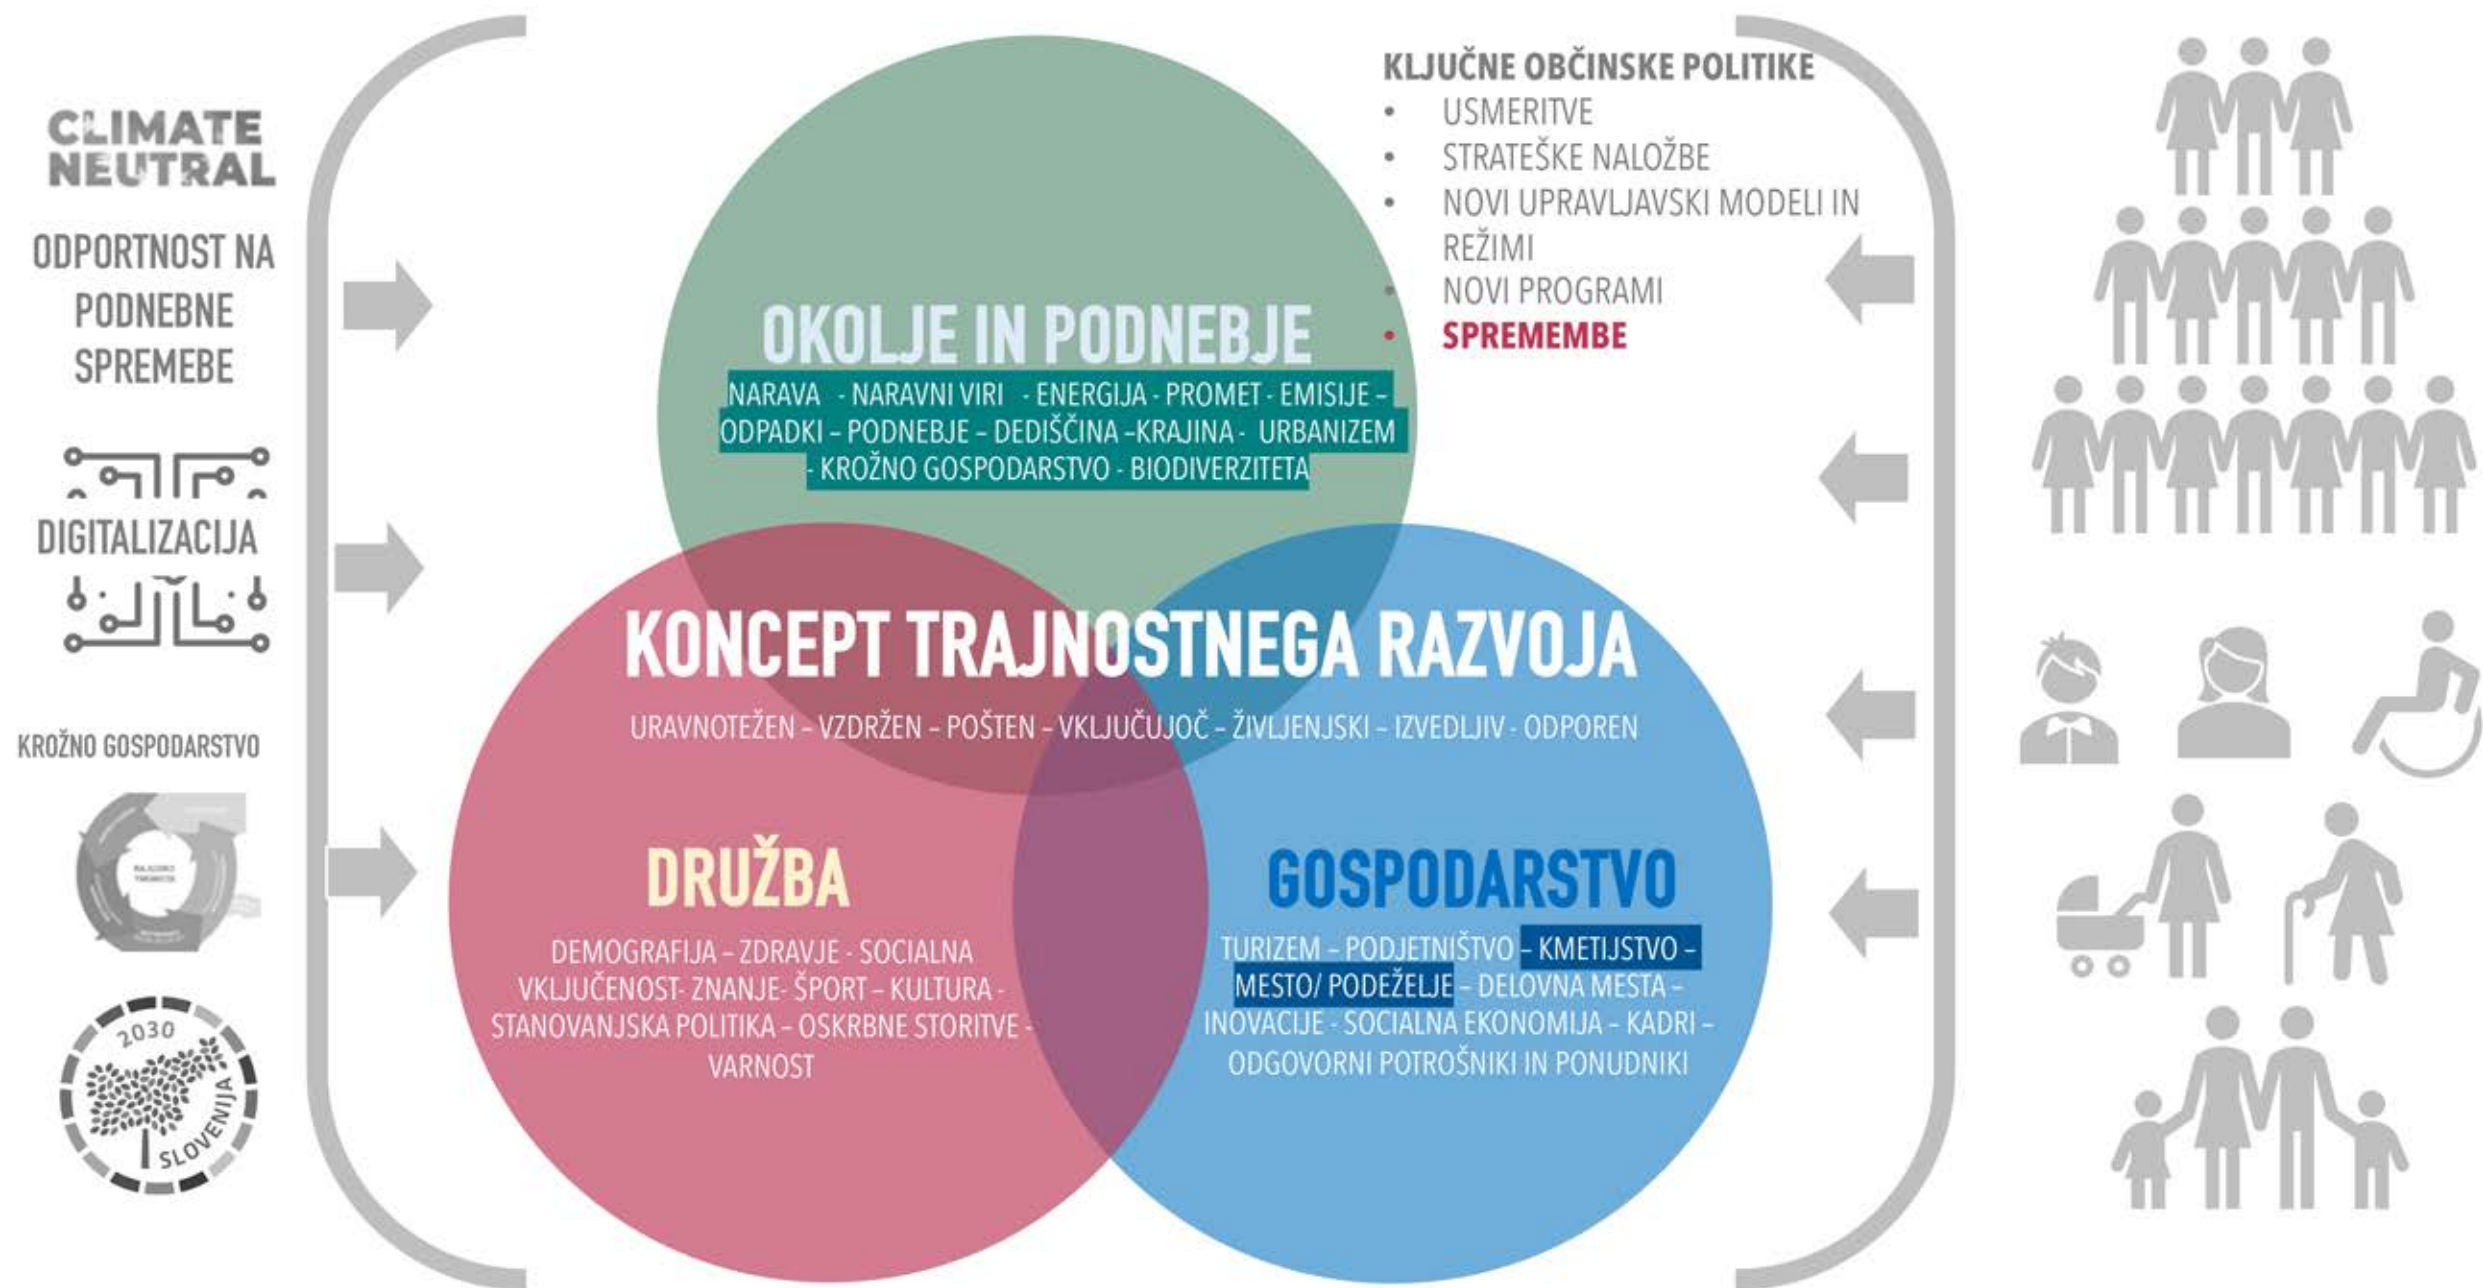 CLIMATE
NEUTRAL
ODPORTNOST NA
PODNEBNE
SPREMEBE
DIGITALIZACIJA
KROŽNO GOSPODARSTVO
2030
SLOVENIJA
KLJUČNE OBČINSKE POLITIKE
• USMERITVE
• STRATEŠKE NALOŽBE
• NOVI UPRAVLJAVSKI MODELI IN
REŽIMI
• NOVI PROGRAMI
• SPREMEMBE
OKOLJE IN PODNEBJE
NARAVA - NARAVNI VIRI - ENERGIJA - PROMET - EMISIJE –
ODPADKI – PODNEBJE – DEDIŠČINA –KRAJINA - URBANIZEM
- KROŽNO GOSPODARSTVO - BIODIVERZITETA
KONCEPT TRAJNOSTNEGA RAZVOJA
URAVNOTEŽEN – VZDRŽEN – POŠTEN – VKLJUČUJOČ – ŽIVLJENJSKI – IZVEDLJIV - ODPOREN
DRUŽBA
DEMOGRAFIJA – ZDRAVJE - SOCIALNA
VKLJUČENOST- ZNANJE- ŠPORT – KULTURA -
STANOVANJSKA POLITIKA – OSKRBNE STORITVE -
VARNOST
GOSPODARSTVO
TURIZEM – PODJETNIŠTVO – KMETIJSTVO –
MESTO/ PODEŽELJE – DELOVNA MESTA –
INOVACIJE - SOCIALNA EKONOMIJA – KADRI –
ODGOVORNI POTROŠNIKI IN PONUDNIKI